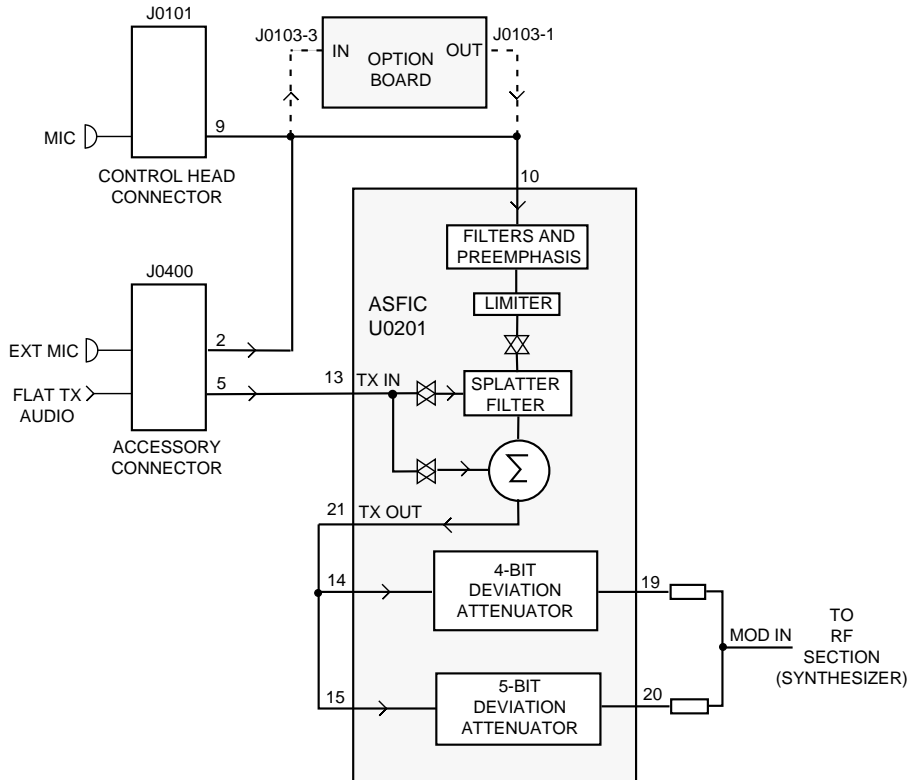 J0101
J0103-3
J0103-1
IN
OUT
OPTION
BOARD
MIC
9
CONTROL HEAD
CONNECTOR
10
FILTERS AND
PREEMPHASIS
J0400
LIMITER
ASFIC
U0201
EXT MIC
2
FLAT TX
AUDIO
5
13
TX IN
SPLATTER
FILTER
ACCESSORY
CONNECTOR
Σ
21
TX OUT
14
4-BIT
DEVIATION
ATTENUATOR
19
MOD IN
TO
RF
SECTION
(SYNTHESIZER)
15
5-BIT
DEVIATION
ATTENUATOR
20